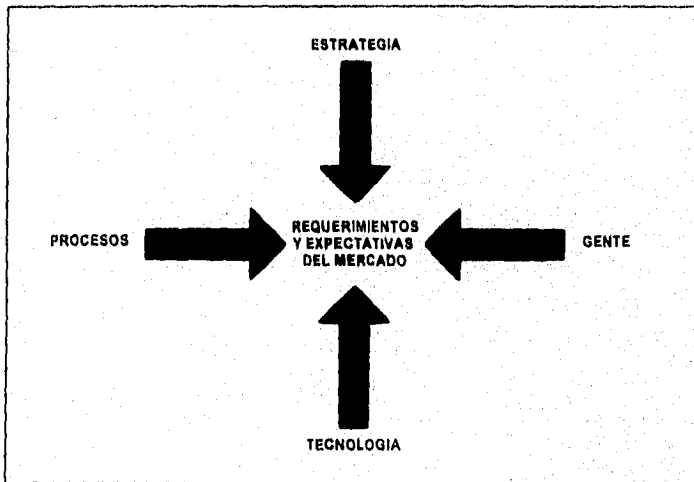 ESTRATEGIA
PROCESOS
REQUERIMIENTOS
Y EXPECTATIVAS
DEL MERCADO
GENTE
TECNOLOGIA